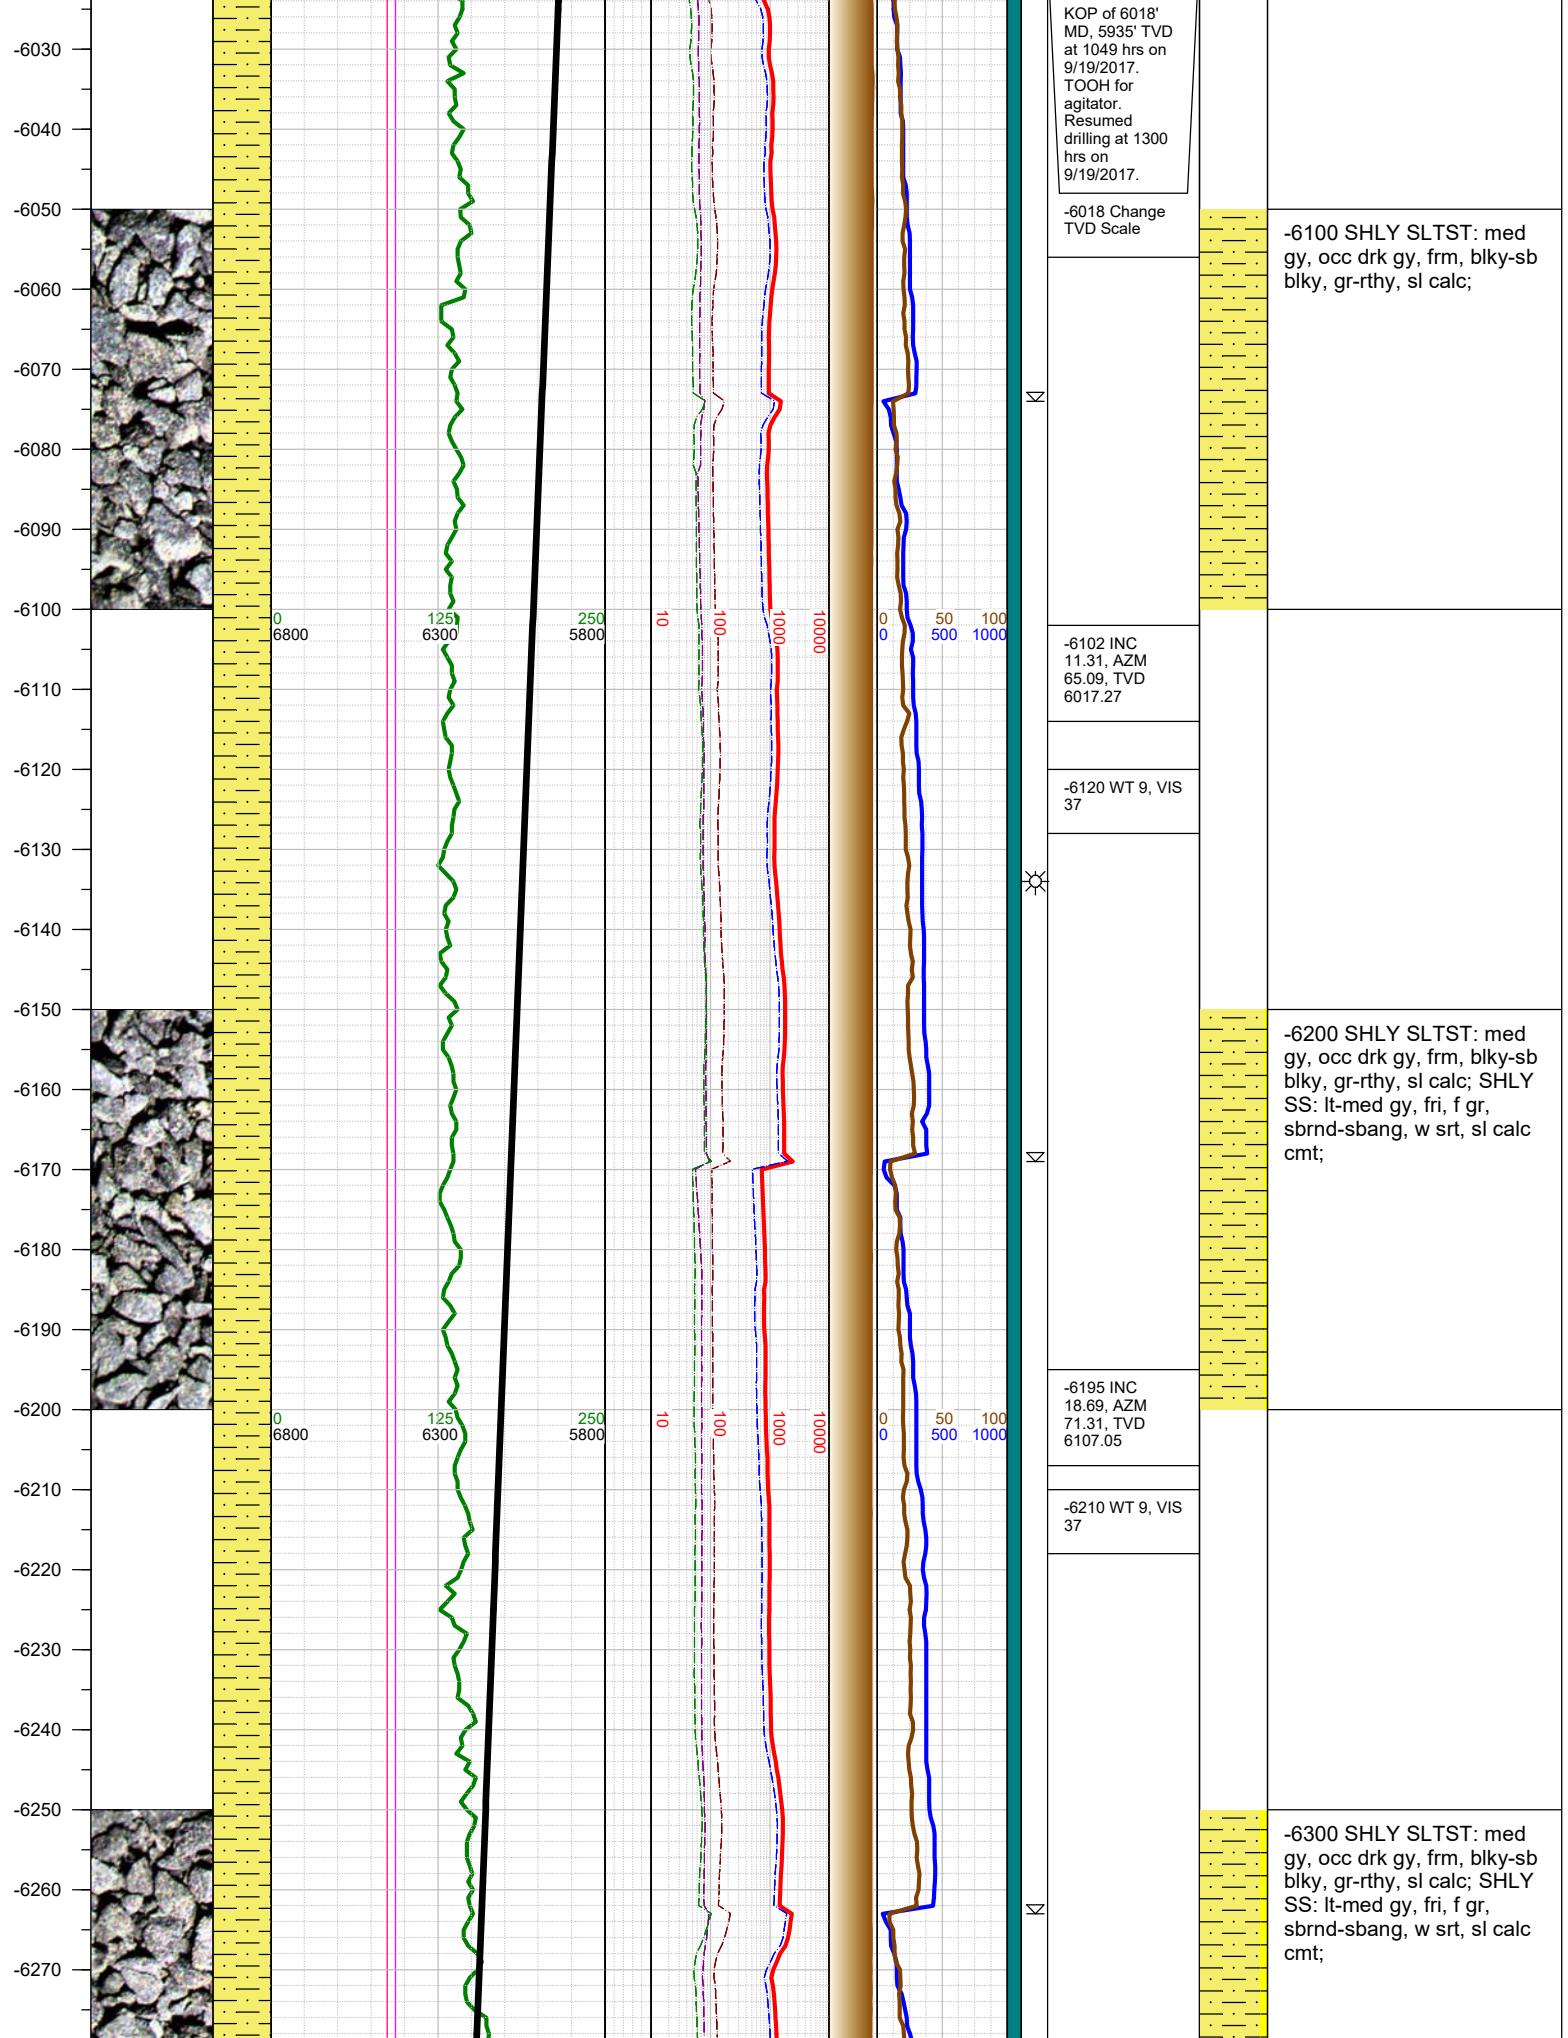 KOP of 6018'
MD, 5935' TVD
at 1049 hrs on
9/19/2017.
TOOH for
agitator.
Resumed
drilling at 1300
hrs on
9/19/2017.
-6030
-6040
-6050
-6018 Change
TVD Scale
-6100 SHLY SLTST: med
gy, occ drk gy, frm, blky-sb
blky, gr-rthy, sl calc;
-6060
-6070
-6080
-6090
-6100
0 125 250
6800 6300 5800
10 100 1000 10000
0 50 100
0 500 1000
-6102 INC
11.31, AZM
65.09, TVD
6017.27
-6110
-6120
-6120 WT 9, VIS
37
-6130
-6140
-6150
-6200 SHLY SLTST: med
gy, occ drk gy, frm, blky-sb
blky, gr-rthy, sl calc; SHLY
SS: lt-med gy, fri, f gr,
sbrnd-sbang, w srt, sl calc
cmt;
-6160
-6170
-6180
-6190
-6195 INC
18.69, AZM
71.31, TVD
6107.05
-6200
0 125 250
6800 6300 5800
10 100 1000 10000
0 50 100
0 500 1000
-6210
-6210 WT 9, VIS
37
-6220
-6230
-6240
-6250
-6300 SHLY SLTST: med
gy, occ drk gy, frm, blky-sb
blky, gr-rthy, sl calc; SHLY
SS: lt-med gy, fri, f gr,
sbrnd-sbang, w srt, sl calc
cmt;
-6260
-6270